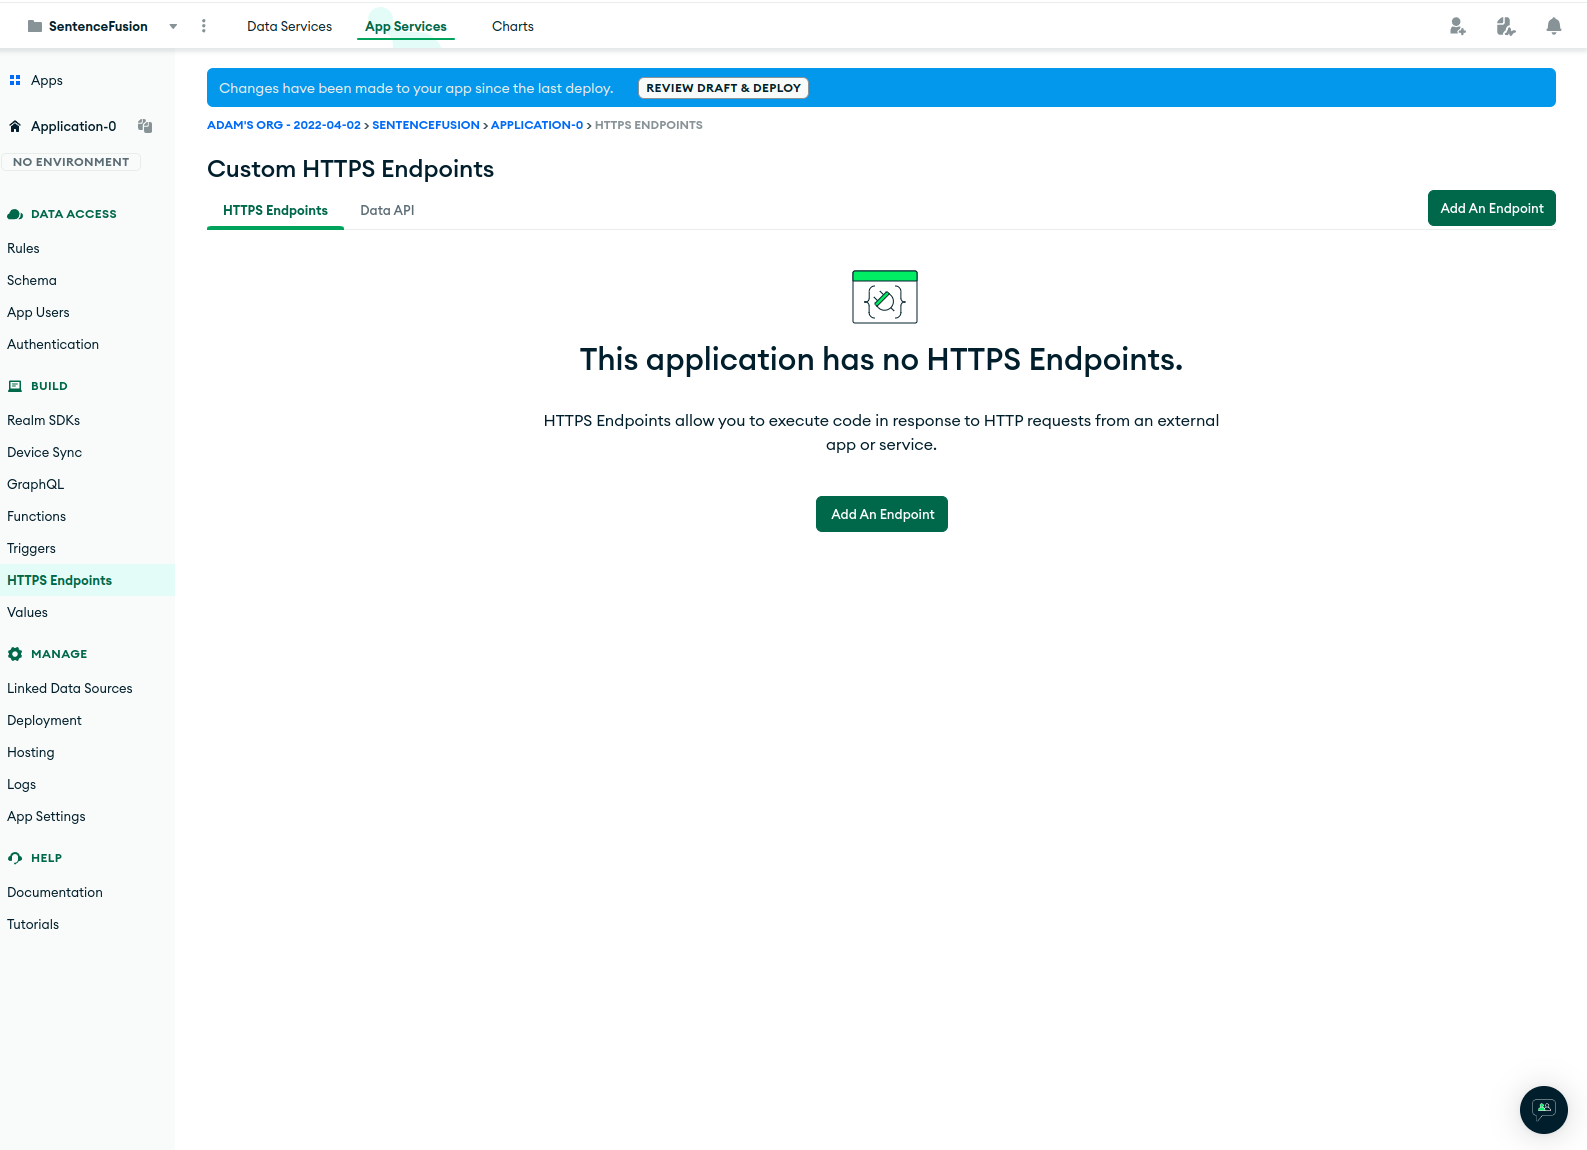 SentenceFusion
Data Services
App Services
Charts
Apps
Application-0
NO ENVIRONMENT
DATA ACCESS
Rules
Schema
App Users
Authentication
BUILD
Realm SDKs
Device Sync
GraphQL
Functions
Triggers
HTTPS Endpoints
Values
MANAGE
Linked Data Sources
Deployment
Hosting
Logs
App Settings
HELP
Documentation
Tutorials
Changes have been made to your app since the last deploy. REVIEW DRAFT & DEPLOY
ADAM'S ORG - 2022-04-02 > SENTENCEFUSION > APPLICATION-0 > HTTPS ENDPOINTS
Custom HTTPS Endpoints
HTTPS Endpoints
Data API
Add An Endpoint
This application has no HTTPS Endpoints.
HTTPS Endpoints allow you to execute code in response to HTTP requests from an external
app or service.
Add An Endpoint